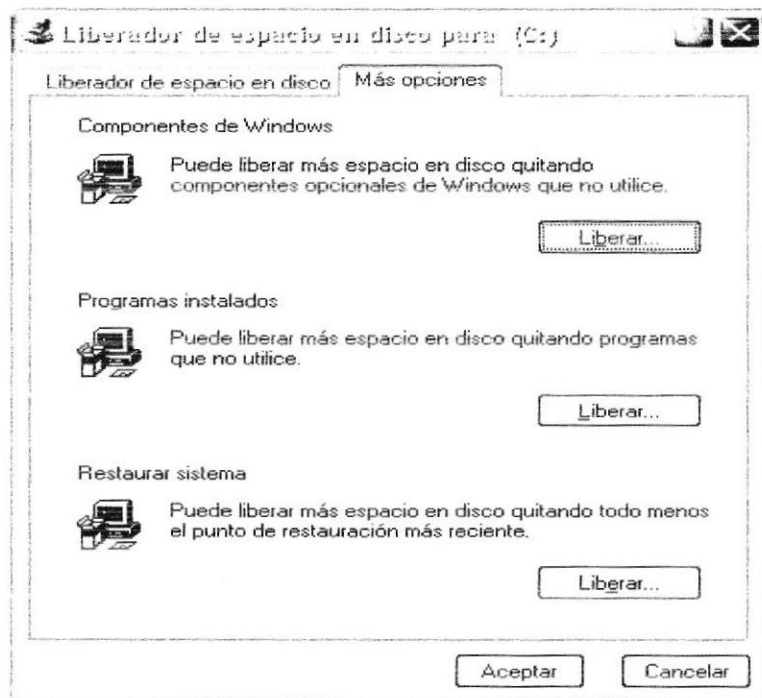 Liberador de espacio en disco para (C:)
Liberador de espacio en disco Más opciones
Componentes de Windows
Puede liberar más espacio en disco quitando
componentes opcionales de Windows que no utilice.
Liberar...
Programas instalados
Puede liberar más espacio en disco quitando programas
que no utilice.
Liberar...
Restaurar sistema
Puede liberar más espacio en disco quitando todo menos
el punto de restauración más reciente.
Liberar...
Aceptar Cancelar